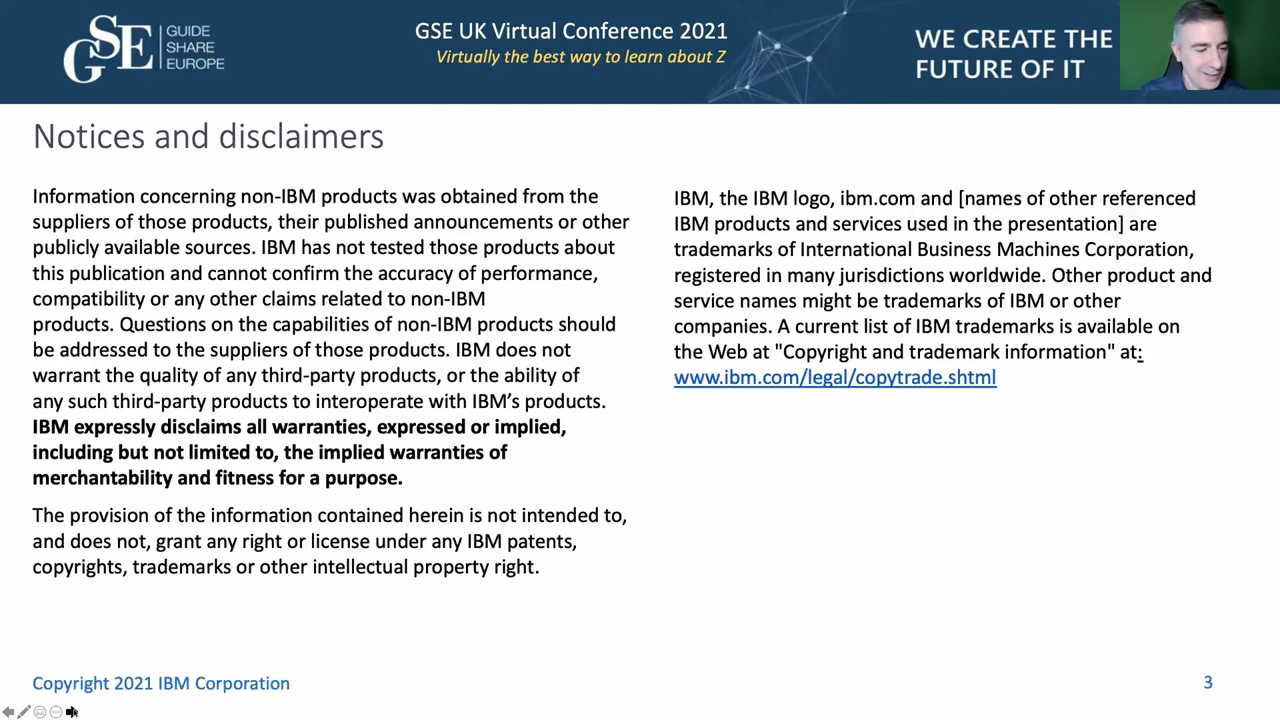 GSE
GUIDE
SHARE
EUROPE
GSE UK Virtual Conference 2021
Virtually the best way to learn about Z
WE CREATE THE
FUTURE OF IT
Notices and disclaimers
Information concerning non-IBM products was obtained from the
suppliers of those products, their published announcements or other
publicly available sources. IBM has not tested those products about
this publication and cannot confirm the accuracy of performance,
compatibility or any other claims related to non-IBM
products. Questions on the capabilities of non-IBM products should
be addressed to the suppliers of those products. IBM does not
warrant the quality of any third-party products, or the ability of
any such third-party products to interoperate with IBM’s products.
IBM expressly disclaims all warranties, expressed or implied,
including but not limited to, the implied warranties of
merchantability and fitness for a purpose.
The provision of the information contained herein is not intended to,
and does not, grant any right or license under any IBM patents,
copyrights, trademarks or other intellectual property right.
IBM, the IBM logo, ibm.com and [names of other referenced
IBM products and services used in the presentation] are
trademarks of International Business Machines Corporation,
registered in many jurisdictions worldwide. Other product and
service names might be trademarks of IBM or other
companies. A current list of IBM trademarks is available on
the Web at "Copyright and trademark information" at:
www.ibm.com/legal/copytrade.shtml
Copyright 2021 IBM Corporation
3